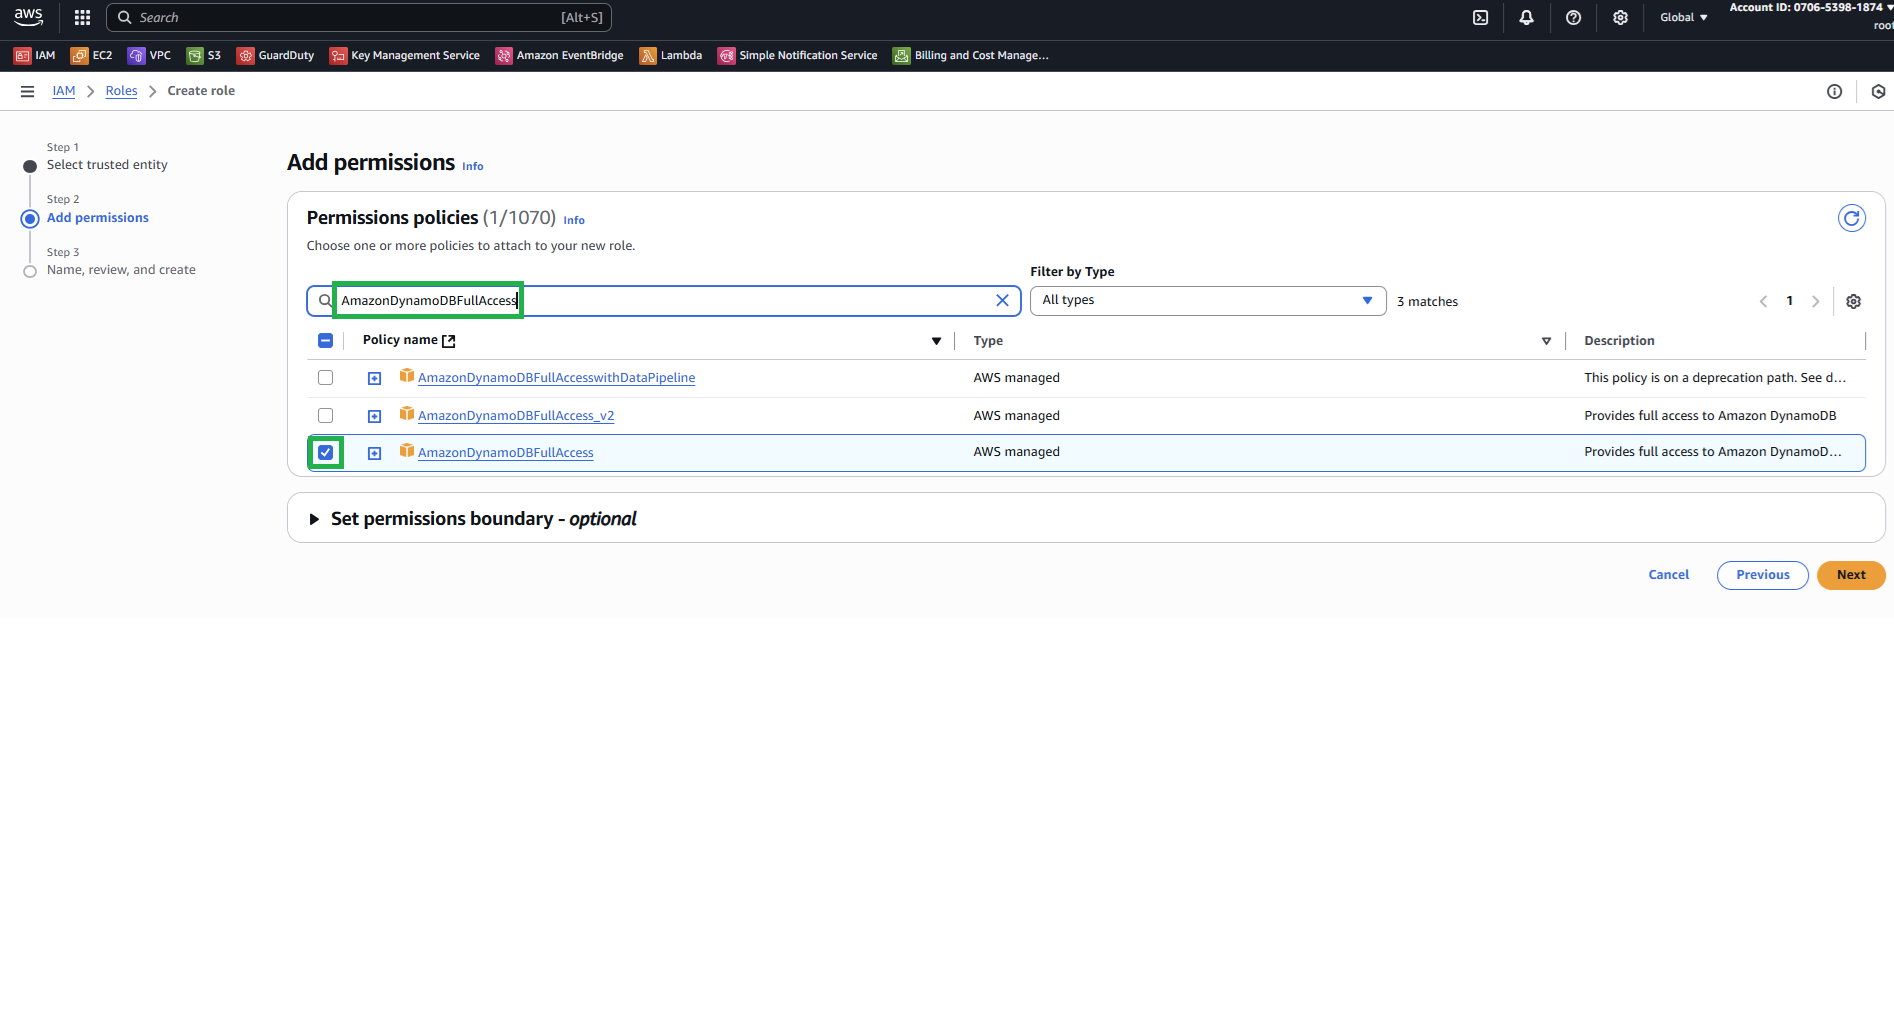 aws
Search
[Alt+S]
Global
Account ID: 0706-5398-1874
root
IAM
EC2
VPC
S3
GuardDuty
Key Management Service
Amazon EventBridge
Lambda
Simple Notification Service
Billing and Cost Manage...
IAM
Roles
Create role
Step 1
Select trusted entity
Step 2
Add permissions
Step 3
Name, review, and create
Add permissions Info
Permissions policies (1/1070) Info
Choose one or more policies to attach to your new role.
Filter by Type
AmazonDynamoDBFullAccess
All types
3 matches
1
Policy name
Type
Description
AmazonDynamoDBFullAccesswithDataPipeline
AWS managed
This policy is on a deprecation path. See d...
AmazonDynamoDBFullAccess_v2
AWS managed
Provides full access to Amazon DynamoDB
AmazonDynamoDBFullAccess
AWS managed
Provides full access to Amazon DynamoD...
Set permissions boundary - optional
Cancel
Previous
Next